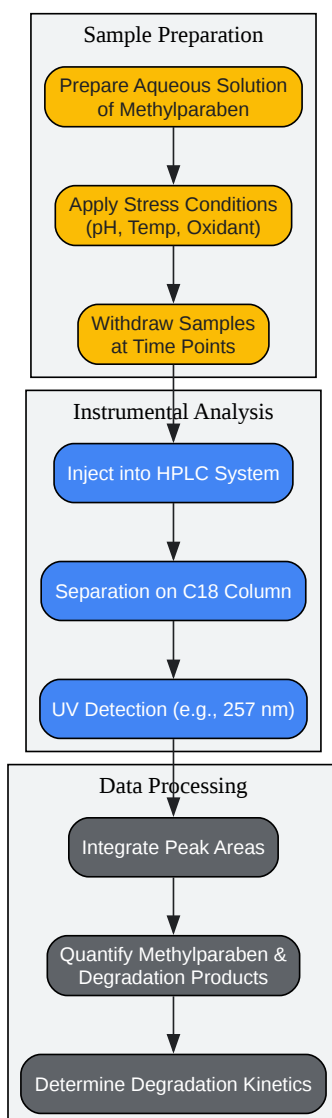 Sample Preparation
Prepare Aqueous Solution
of Methylparaben
Apply Stress Conditions
(pH, Temp, Oxidant)
Withdraw Samples
at Time Points
Instrumental Analysis
Inject into HPLC System
Separation on C18 Column
UV Detection (e.g., 257 nm)
Data Processing
Integrate Peak Areas
Quantify Methylparaben &
Degradation Products
Determine Degradation Kinetics